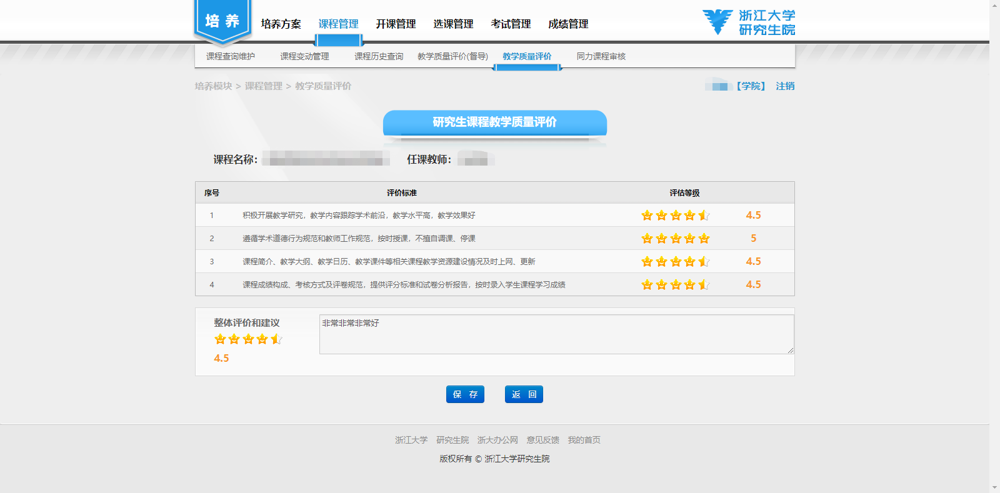 培 养
培养方案 课程管理 开课管理 选课管理 考试管理 成绩管理
浙江大学
研究生院
课程查询维护 课程变动管理 课程历史查询 教学质量评价(督导) 教学质量评价 同力课程审核
培养模块 > 课程管理 > 教学质量评价
【学院】 注销
研究生课程教学质量评价
课程名称： 任课教师：
序号 评价标准 评估等级
1 积极开展教学研究，教学内容跟踪学术前沿，教学水平高，教学效果好 4.5
2 遵循学术道德行为规范和教师工作规范，按时授课，不擅自调课、停课 5
3 课程简介、教学大纲、教学日历、教学课件等相关课程教学资源建设情况及时上网、更新 4.5
4 课程成绩构成、考核方式及评卷规范，提供评分标准和试卷分析报告，按时录入学生课程学习成绩 4.5
整体评价和建议
4.5
非常非常非常好
保 存 返 回
浙江大学 研究生院 浙大办公网 意见反馈 我的首页
版权所有 © 浙江大学研究生院